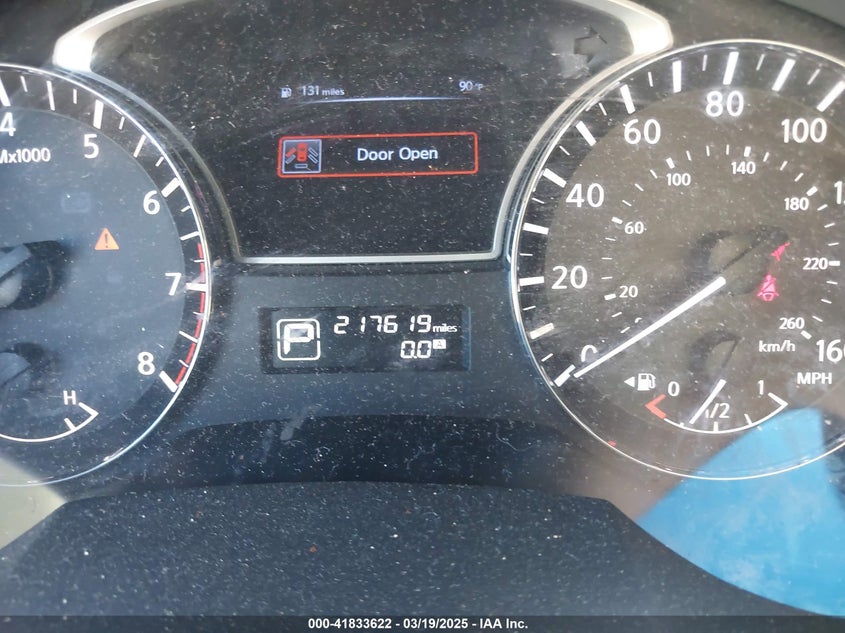 131 miles 90 °F
Door Open
4
5
6
7
8
Mx1000
H
P
217619 miles
0.0 A
0
20
40
60
80
100
160
MPH
20
60
100
140
180
220
260
km/h
0
1/2
1
000-41833622 — 03/19/2025 — IAA Inc.